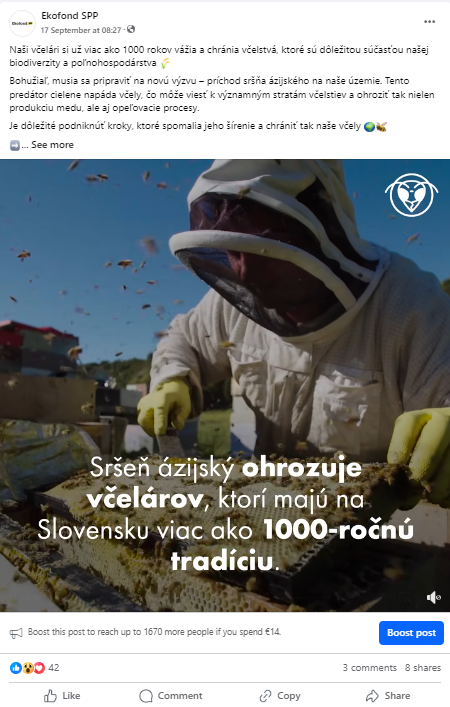 Ekofond SPP
17 September at 08:27 ·
Naši včelári si už viac ako 1000 rokov vážia a chránia včelstvá, ktoré sú dôležitou súčasťou našej
biodiverzity a poľnohospodárstva 🌾
Bohužiaľ, musia sa pripraviť na novú výzvu – príchod sršňa ázijského na naše územie. Tento
predátor cielene napáda včely, čo môže viesť k významným stratám včelstiev a ohroziť tak nielen
produkciu medu, ale aj opeľovacie procesy.
Je dôležité podniknúť kroky, ktoré spomalia jeho šírenie a chrániť tak naše včely 🌍🐝
➡️... See more
Sršeň ázijský ohrozuje
včelárov, ktorí majú na
Slovensku viac ako 1000-ročnú
tradíciu.
Boost this post to reach up to 1670 more people if you spend €14.
Boost post
42
3 comments 8 shares
Like Comment Copy Share